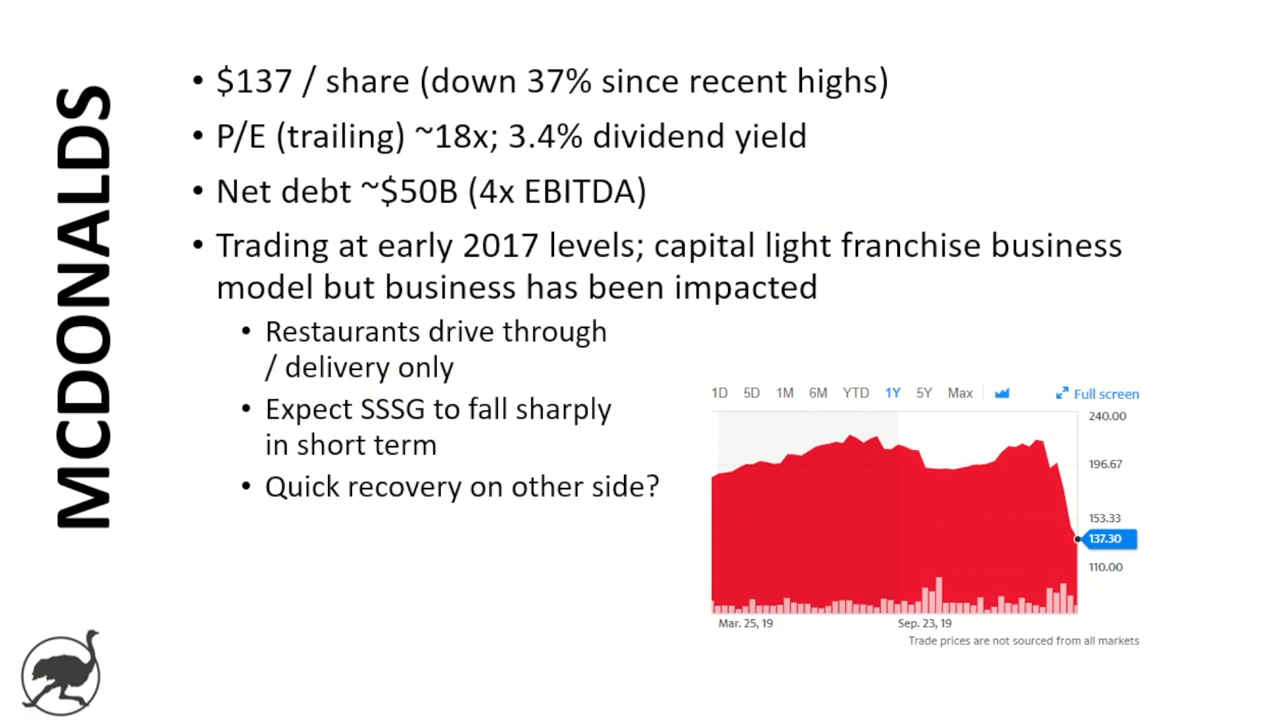 MCDONALDS
• $137 / share (down 37% since recent highs)
• P/E (trailing) ~18x; 3.4% dividend yield
• Net debt ~$50B (4x EBITDA)
• Trading at early 2017 levels; capital light franchise business
model but business has been impacted
• Restaurants drive through
/ delivery only
• Expect SSSG to fall sharply
in short term
• Quick recovery on other side?
1D 5D 1M 6M YTD 1Y 5Y Max Full screen
240.00
196.67
153.33
137.30
110.00
Mar. 25, 19 Sep. 23, 19
Trade prices are not sourced from all markets